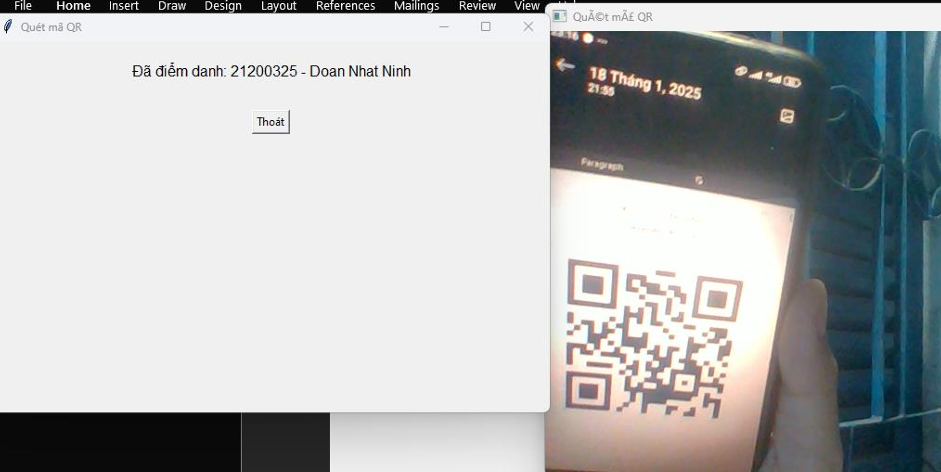 File Home Insert Draw Design Layout References Mailings Review View
Quét mã QR
Đã điểm danh: 21200325 - Doan Nhat Ninh
Thoát
QuÃ©t mÃ£ QR
18 Tháng 1, 2025
21:55
Paragraph